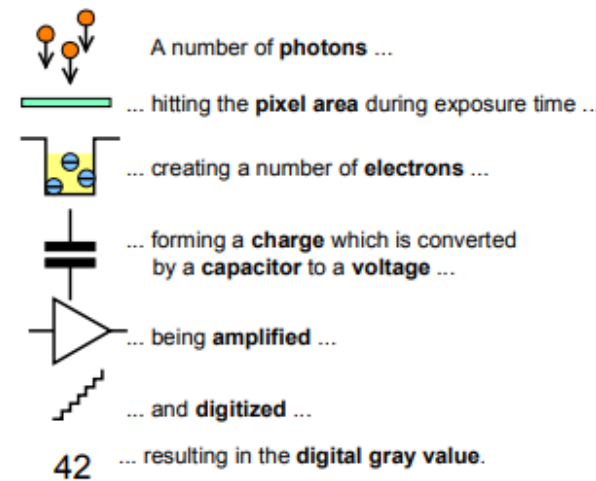 A number of photons ...
... hitting the pixel area during exposure time ...
... creating a number of electrons ...
... forming a charge which is converted
by a capacitor to a voltage ...
... being amplified ...
... and digitized ...
42 ... resulting in the digital gray value.